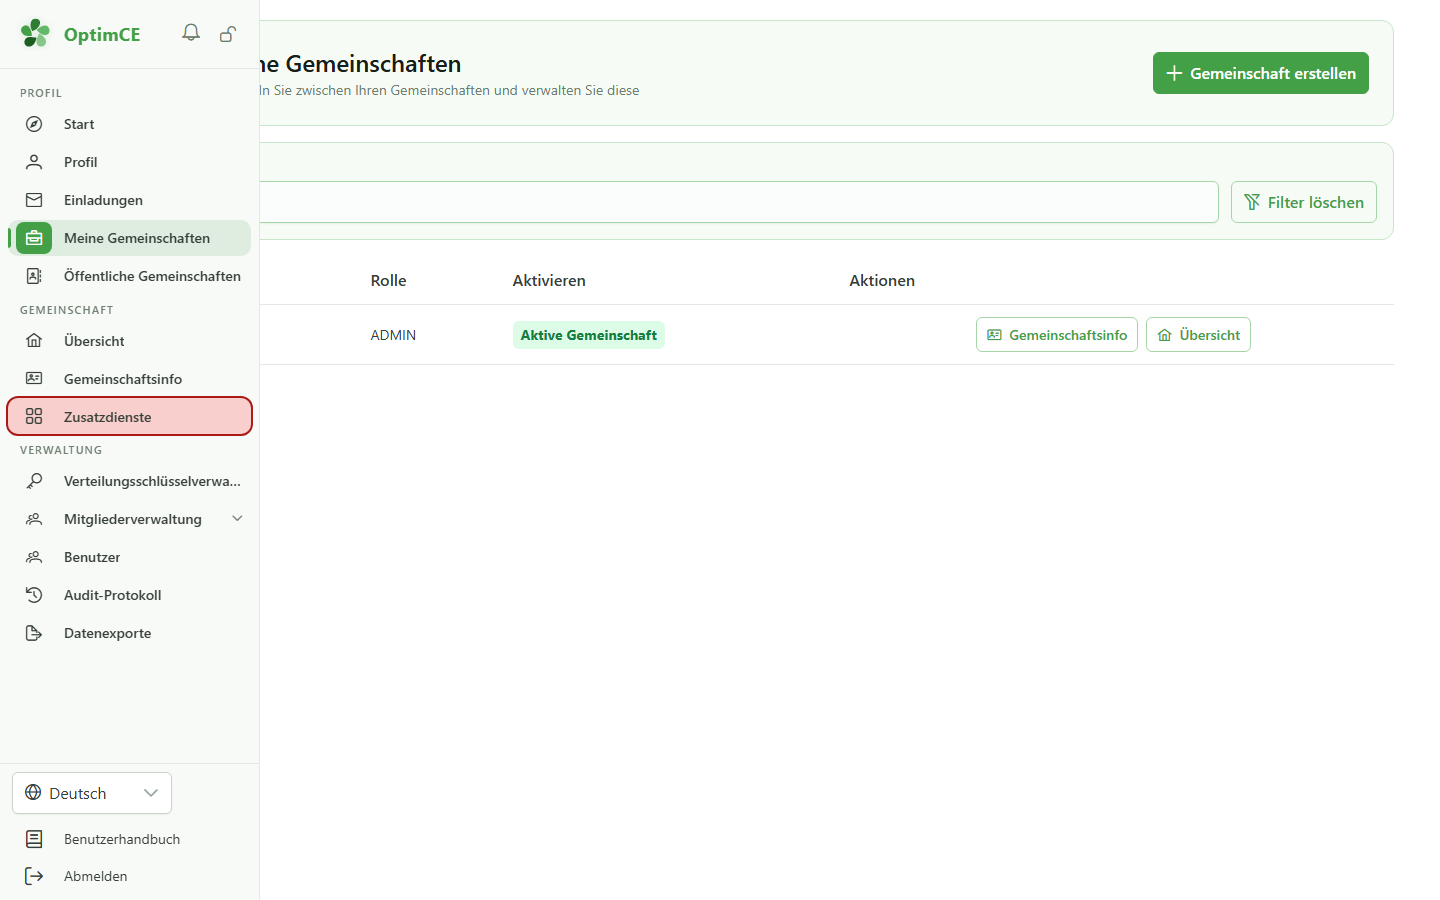 OptimCE
PROFIL
Start
Profil
Einladungen
Meine Gemeinschaften
Öffentliche Gemeinschaften
GEMEINSCHAFT
Übersicht
Gemeinschaftsinfo
Zusatzdienste
VERWALTUNG
Verteilungsschlüsselverwa...
Mitgliederverwaltung
Benutzer
Audit-Protokoll
Datenexporte
Deutsch
Benutzerhandbuch
Abmelden
ne Gemeinschaften
ln Sie zwischen Ihren Gemeinschaften und verwalten Sie diese
Gemeinschaft erstellen
Filter löschen
Rolle Aktivieren Aktionen
ADMIN Aktive Gemeinschaft Gemeinschaftsinfo Übersicht